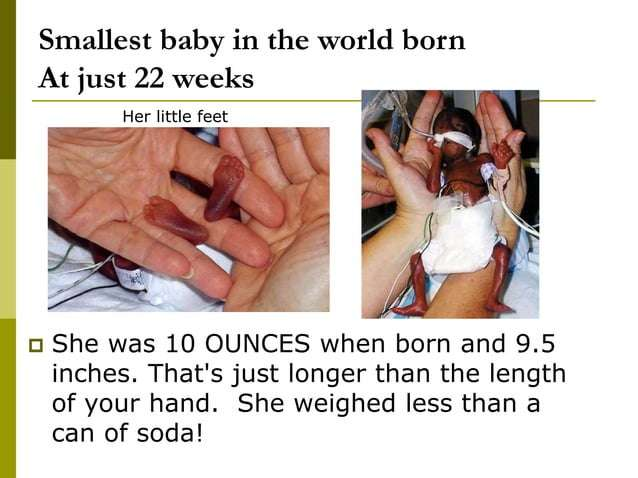 Smallest baby in the world born
At just 22 weeks
Her little feet
She was 10 OUNCES when born and 9.5
inches. That's just longer than the length
of your hand.  She weighed less than a
can of soda!